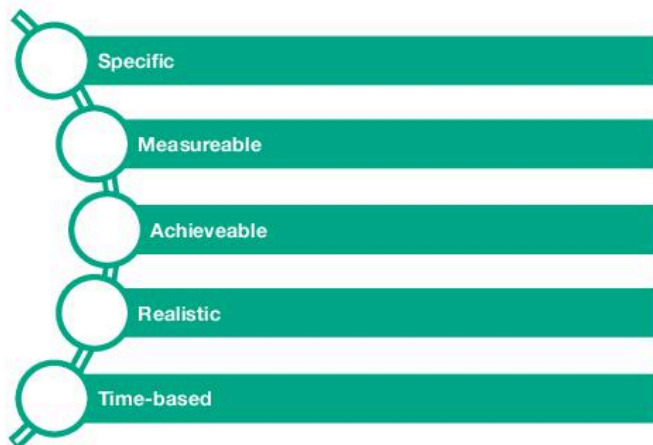 Specific
Measureable
Achieveable
Realistic
Time-based